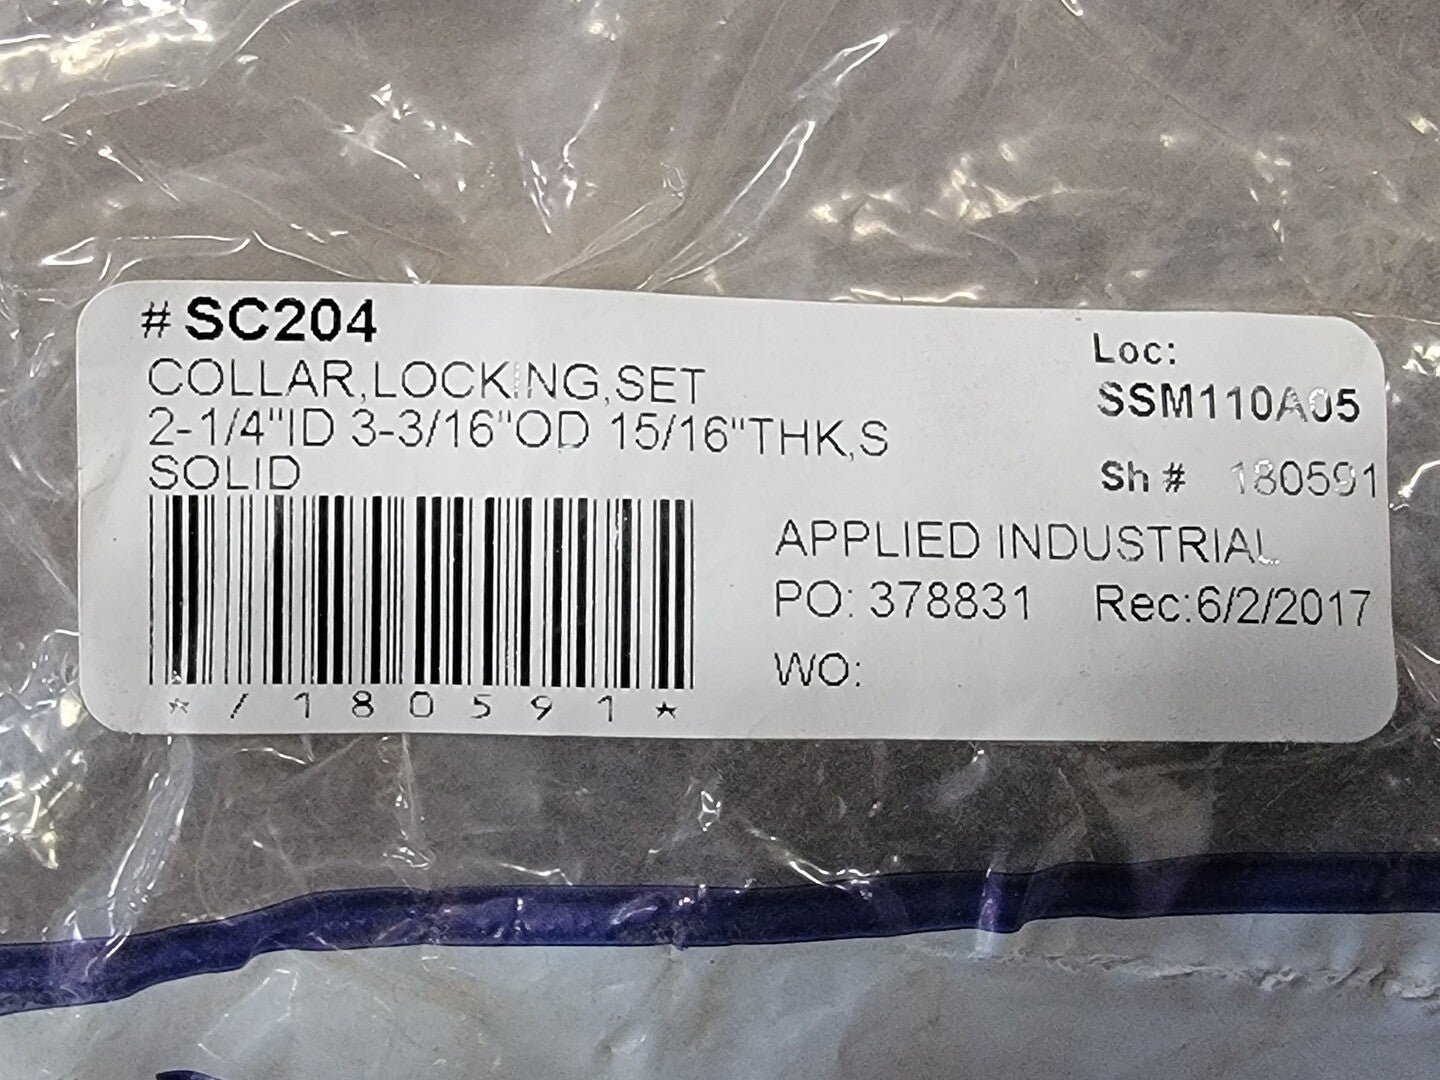 # SC204
COLLAR,LOCKING,SET
2-1/4"ID 3-3/16"OD 15/16"THK,S
SOLID
*/180591*
Loc:
SSM110A05
Sh # 180591
APPLIED INDUSTRIAL
PO: 378831 Rec:6/2/2017
WO: